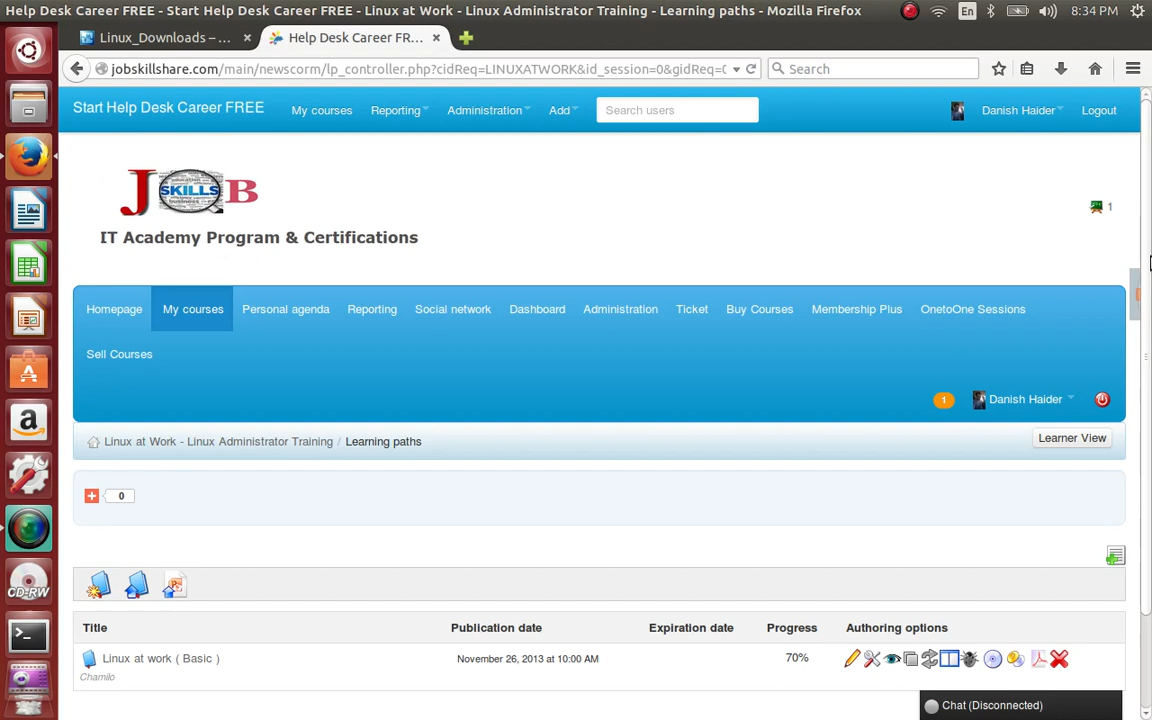 Help Desk Career FREE - Start Help Desk Career FREE - Linux at Work - Linux Administrator Training - Learning paths - Mozilla Firefox
En
8:34 PM
Linux_Downloads – ...
Help Desk Career FR...
jobskillshare.com/main/newscorm/lp_controller.php?cidReq=LINUXATWORK&id_session=0&gidReq=
Search
Start Help Desk Career FREE
My courses
Reporting
Administration
Add
Search users
Danish Haider
Logout
J SKILLS B
1
IT Academy Program & Certifications
Homepage
My courses
Personal agenda
Reporting
Social network
Dashboard
Administration
Ticket
Buy Courses
Membership Plus
OnetoOne Sessions
Sell Courses
1
Danish Haider
Linux at Work - Linux Administrator Training / Learning paths
Learner View
0
Title
Publication date
Expiration date
Progress
Authoring options
Linux at work ( Basic )
November 26, 2013 at 10:00 AM
70%
Chamilo
CD-RW
Chat (Disconnected)